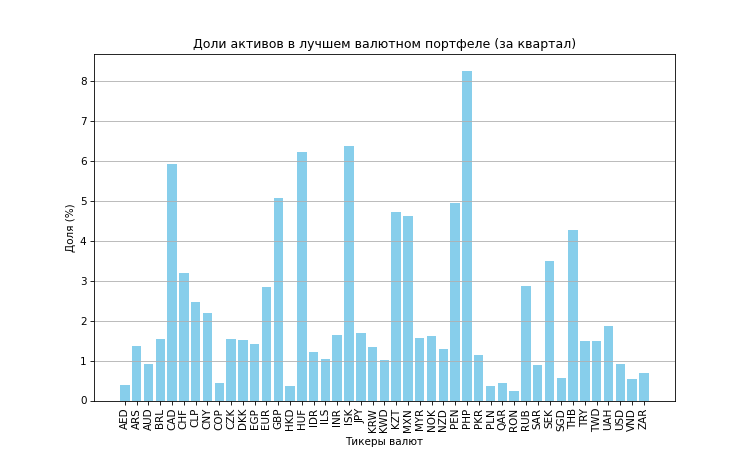 Доли активов в лучшем валютном портфеле (за квартал)
Доля (%)
8
7
6
5
4
3
2
1
0
AED
ARS
AUD
BRL
CAD
CHF
CLP
CNY
COP
CZK
DKK
EGP
EUR
GBP
HKD
HUF
IDR
ILS
INR
ISK
JPY
KRW
KWD
KZT
MXN
MYR
NOK
NZD
PEN
PHP
PKR
PLN
QAR
RON
RUB
SAR
SEK
SGD
THB
TRY
TWD
UAH
USD
VND
ZAR
Тикеры валют